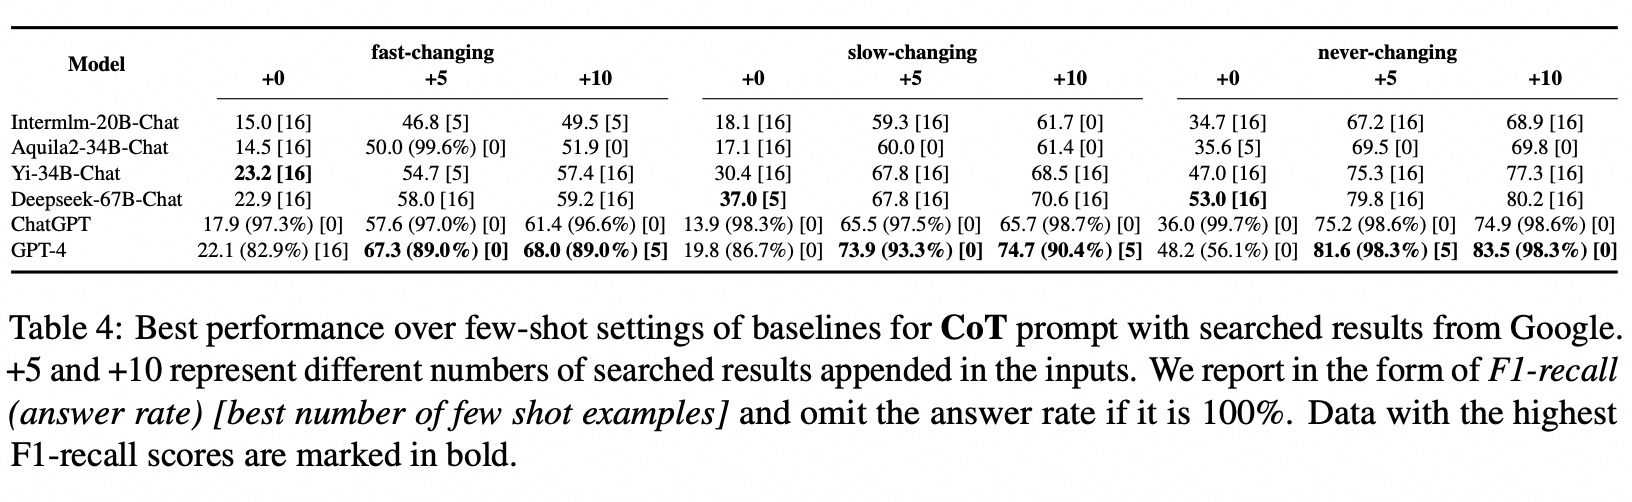 Model fast-changing slow-changing never-changing
+0 +5 +10 +0 +5 +10 +0 +5 +10
Intermlm-20B-Chat 15.0 [16] 46.8 [5] 49.5 [5] 18.1 [16] 59.3 [16] 61.7 [0] 34.7 [16] 67.2 [16] 68.9 [16]
Aquila2-34B-Chat 14.5 [16] 50.0 (99.6%) [0] 51.9 [0] 17.1 [16] 60.0 [0] 61.4 [0] 35.6 [5] 69.5 [0] 69.8 [0]
Yi-34B-Chat 23.2 [16] 54.7 [5] 57.4 [16] 30.4 [16] 67.8 [16] 68.5 [16] 47.0 [16] 75.3 [16] 77.3 [16]
Deepseek-67B-Chat 22.9 [16] 58.0 [16] 59.2 [16] 37.0 [5] 67.8 [16] 70.6 [16] 53.0 [16] 79.8 [16] 80.2 [16]
ChatGPT 17.9 (97.3%) [0] 57.6 (97.0%) [0] 61.4 (96.6%) [0] 13.9 (98.3%) [0] 65.5 (97.5%) [0] 65.7 (98.7%) [0] 36.0 (99.7%) [0] 75.2 (98.6%) [0] 74.9 (98.6%) [0]
GPT-4 22.1 (82.9%) [16] 67.3 (89.0%) [0] 68.0 (89.0%) [5] 19.8 (86.7%) [0] 73.9 (93.3%) [0] 74.7 (90.4%) [5] 48.2 (56.1%) [0] 81.6 (98.3%) [5] 83.5 (98.3%) [0]
Table 4: Best performance over few-shot settings of baselines for CoT prompt with searched results from Google.
+5 and +10 represent different numbers of searched results appended in the inputs. We report in the form of F1-recall
(answer rate) [best number of few shot examples] and omit the answer rate if it is 100%. Data with the highest
F1-recall scores are marked in bold.